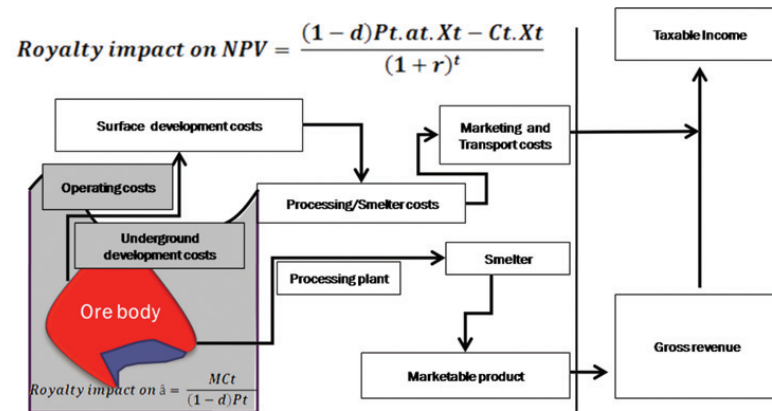 Royalty impact on NPV = (1 − d)Pt.at.Xt − Ct.Xt
(1 + r)^t
Taxable Income
Surface development costs
Marketing and
Transport costs
Operating costs
Processing/Smelter costs
Underground
development costs
Smelter
Processing plant
Ore body
Gross revenue
Marketable product
Royalty impact on â = MCt
(1 − d)Pt